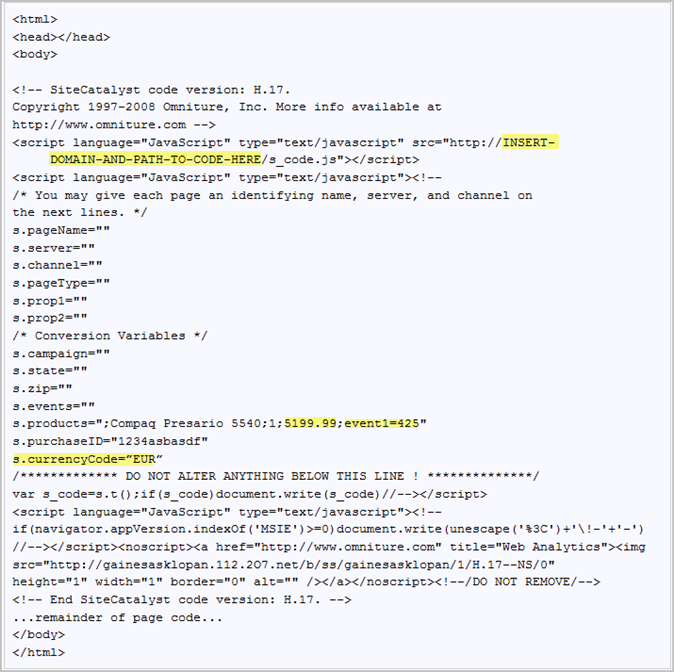 <html>
<head></head>
<body>
<!-- SiteCatalyst code version: H.17.
Copyright 1997-2008 Omniture, Inc. More info available at
http://www.omniture.com -->
<script language="JavaScript" type="text/javascript" src="http://INSERT-
DOMAIN-AND-PATH-TO-CODE-HERE/s_code.js"></script>
<script language="JavaScript" type="text/javascript"><!--
/* You may give each page an identifying name, server, and channel on
the next lines. */
s.pageName=""
s.server=""
s.channel=""
s.pageType=""
s.prop1=""
s.prop2=""
/* Conversion Variables */
s.campaign=""
s.state=""
s.zip=""
s.events=""
s.products=";Compaq Presario 5540;1;5199.99;event1=425"
s.purchaseID="1234asbasdf"
s.currencyCode=”EUR”
/************* DO NOT ALTER ANYTHING BELOW THIS LINE ! **************/
var s_code=s.t();if(s_code)document.write(s_code)//--></script>
<script language="JavaScript" type="text/javascript"><!--
if(navigator.appVersion.indexOf('MSIE')>=0)document.write(unescape('%3C')+'\!-'+'-')
//--></script><noscript><a href="http://www.omniture.com" title="Web Analytics"><img
src="http://gainesasklopan.112.207.net/b/ss/gainesasklopan/1/H.17--NS/0"
height="1" width="1" border="0" alt="" /></a></noscript><!--/DO NOT REMOVE/-->
<!-- End SiteCatalyst code version: H.17. -->
...remainder of page code...
</body>
</html>